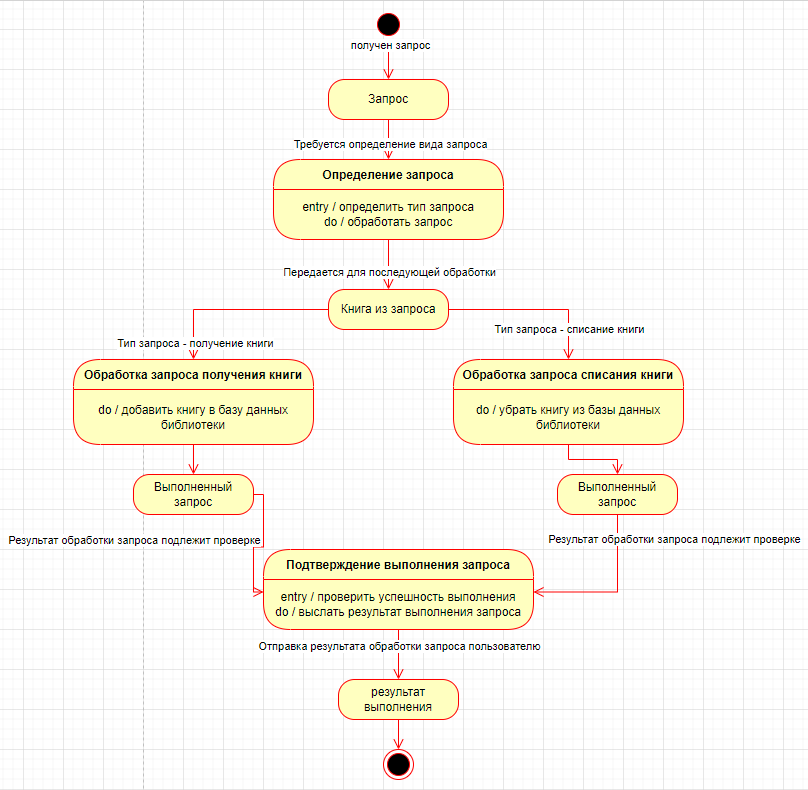 получен запрос
Запрос
Требуется определение вида запроса
Определение запроса
entry / определить тип запроса
do / обработать запрос
Передается для последующей обработки
Книга из запроса
Тип запроса - получение книги
Тип запроса - списание книги
Обработка запроса получения книги
do / добавить книгу в базу данных
библиотеки
Обработка запроса списания книги
do / убрать книгу из базы данных
библиотеки
Выполненный
запрос
Выполненный
запрос
Результат обработки запроса подлежит проверке
Результат обработки запроса подлежит проверке
Подтверждение выполнения запроса
entry / проверить успешность выполнения
do / выслать результат выполнения запроса
Отправка результата обработки запроса пользователю
результат
выполнения